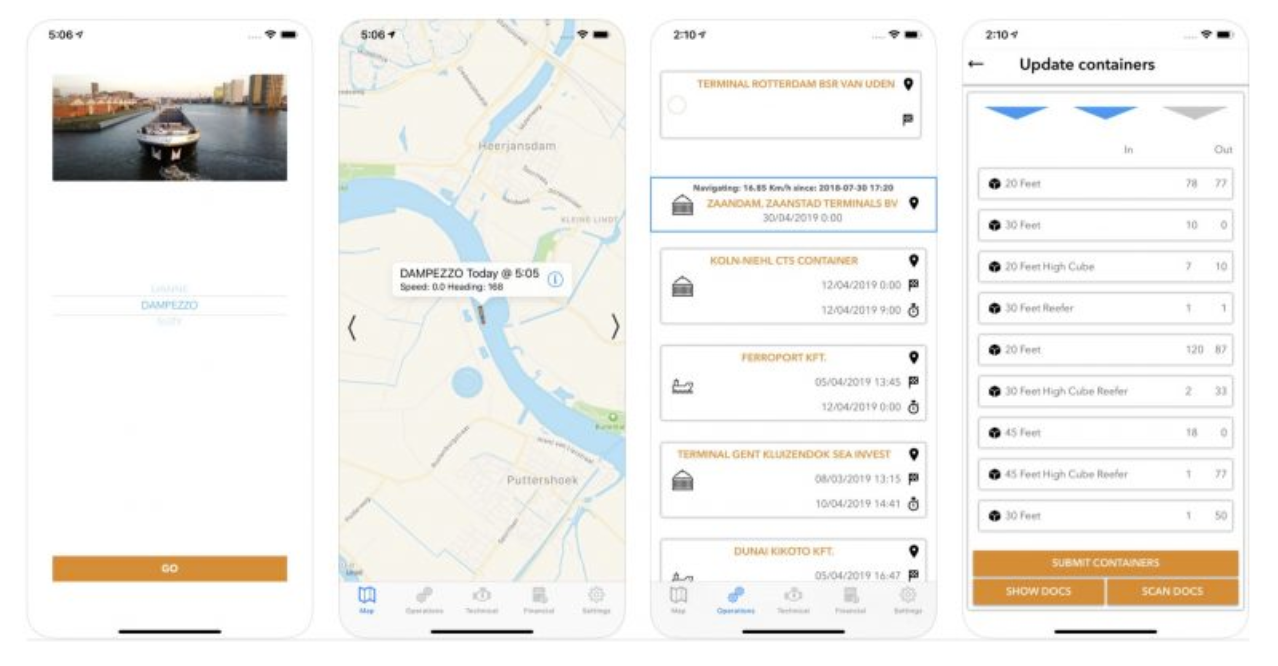 5:06
DAMPEZZO
GO
5:06
Heerjansdam
KLEINE LINDT
DAMPEZZO Today @ 5:05
Speed: 0.0 Heading: 168
Puttershoek
Map
Operations
Technical
Financial
Settings
2:10
TERMINAL ROTTERDAM BSR VAN UDEN
Navigating: 16.85 Km/h since: 2018-07-30 17:20
ZAANDAM, ZAANSTAD TERMINALS BV
30/04/2019 0:00
KOLN-NIEHL CTS CONTAINER
12/04/2019 0:00
12/04/2019 9:00
FERROPORT KFT.
05/04/2019 13:45
12/04/2019 0:00
TERMINAL GENT KLUIZENDOK SEA INVEST
08/03/2019 13:15
10/04/2019 14:41
DUNAI KIKOTO KFT.
05/04/2019 16:47
Map
Operations
Technical
Financial
Settings
2:10
← Update containers
In Out
20 Feet 78 77
30 Feet 10 0
20 Feet High Cube 7 10
30 Feet Reefer 1 1
20 Feet 120 87
30 Feet High Cube Reefer 2 33
45 Feet 18 0
45 Feet High Cube Reefer 1 77
30 Feet 1 50
SUBMIT CONTAINERS
SHOW DOCS
SCAN DOCS